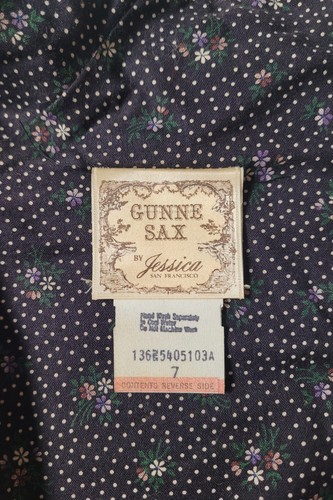 GUNNE
SAX
BY Jessica
SAN FRANCISCO
Hand Wash Separately
In Cold Water
Do Not Machine Wash
136E5405103A
7
CONTENTS REVERSE SIDE